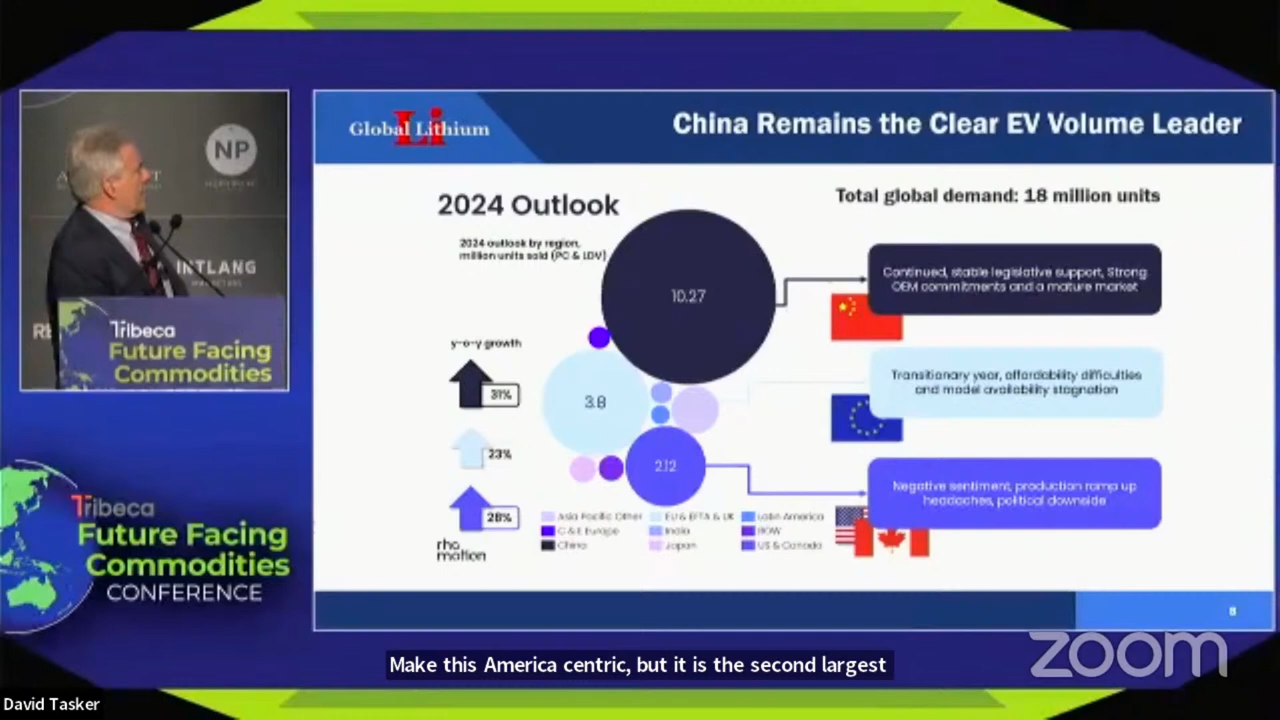 NP
INTLANG
Tribeca
Future Facing
Commodities
Tribeca
Future Facing
Commodities
CONFERENCE
Global Lithium
Li
China Remains the Clear EV Volume Leader
2024 Outlook
Total global demand: 18 million units
2024 outlook by region,
million units sold (PC & LDV)
10.27
Continued, stable legislative support, Strong
OEM commitments and a mature market
y-o-y growth
31%
3.8
Transitionary year, affordability difficulties
and model availability stagnation
23%
2.12
Negative sentiment, production ramp up
headaches, political downside
28%
Asia Pacific Other
EU & EFTA & UK
Latin America
C & E Europe
India
ROW
China
Japan
US & Canada
rho
motion
8
zoom
Make this America centric, but it is the second largest
David Tasker